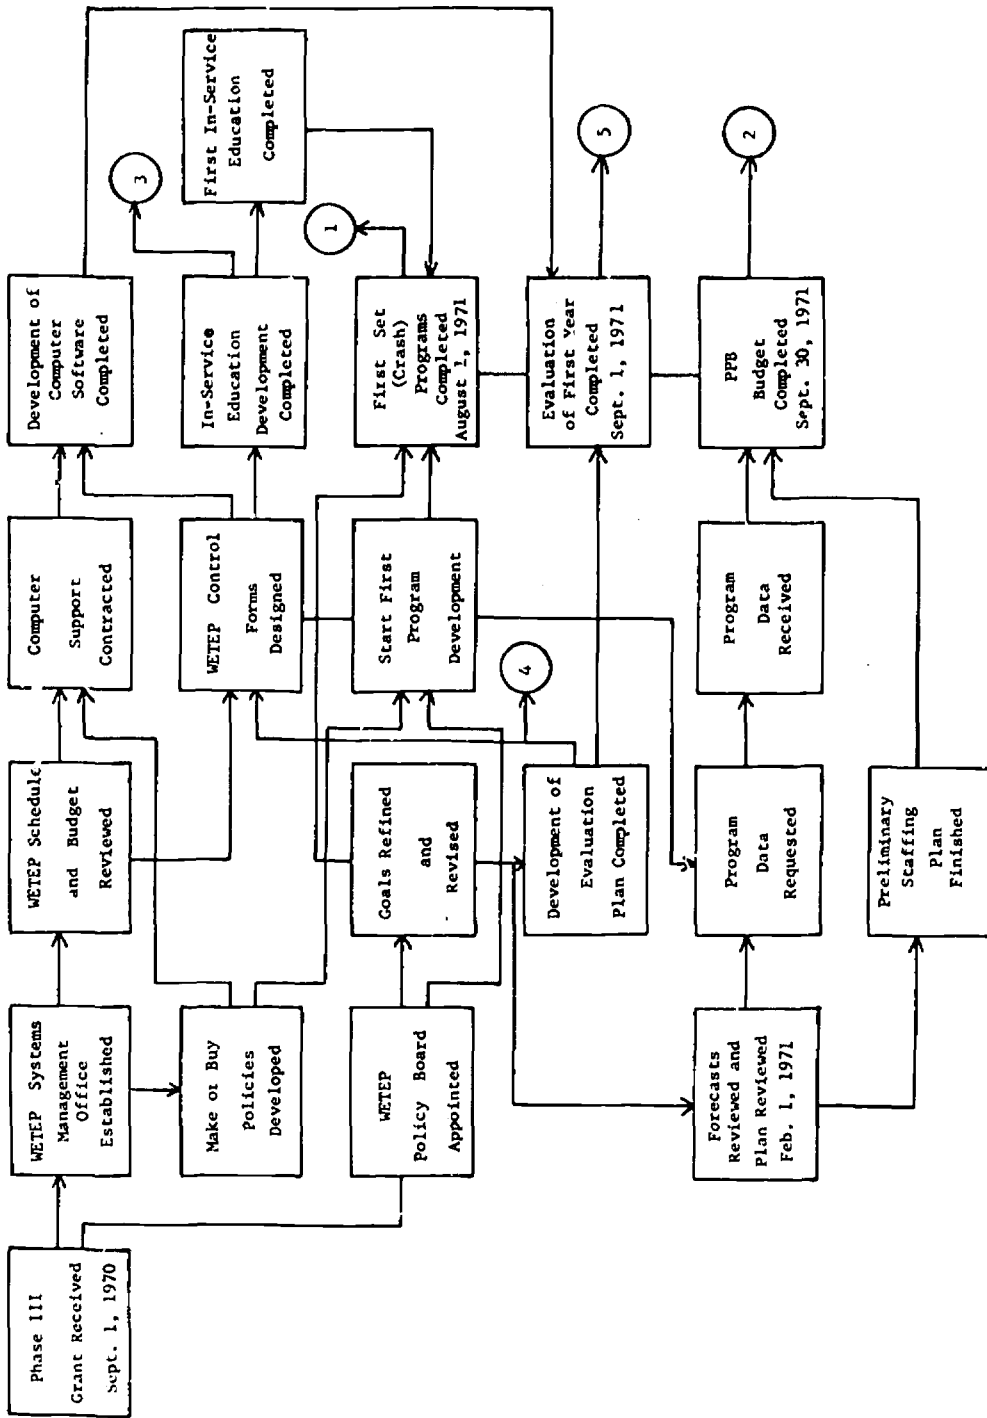 Phase III
Grant Received
Sept. 1, 1970
WETEP Systems
Management
Office
Established
WETEP Schedule
and Budget
Reviewed
Computer
Support
Contracted
Development of
Computer
Software
Completed
Make or Buy
Policies
Developed
WETEP Control
Forms
Designed
In-Service
Education
Development
Completed
3
First In-Service
Education
Completed
WETEP
Policy Board
Appointed
Goals Refined
and
Revised
Start First
Program
Development
First Set
(Crash)
Programs
Completed
August 1, 1971
1
Development of
Evaluation
Plan Completed
4
Evaluation
of First Year
Completed
Sept. 1, 1971
5
Forecasts
Reviewed and
Plan Reviewed
Feb. 1, 1971
Program
Data
Requested
Program
Data
Received
PPB
Budget
Completed
Sept. 30, 1971
2
Preliminary
Staffing
Plan
Finished